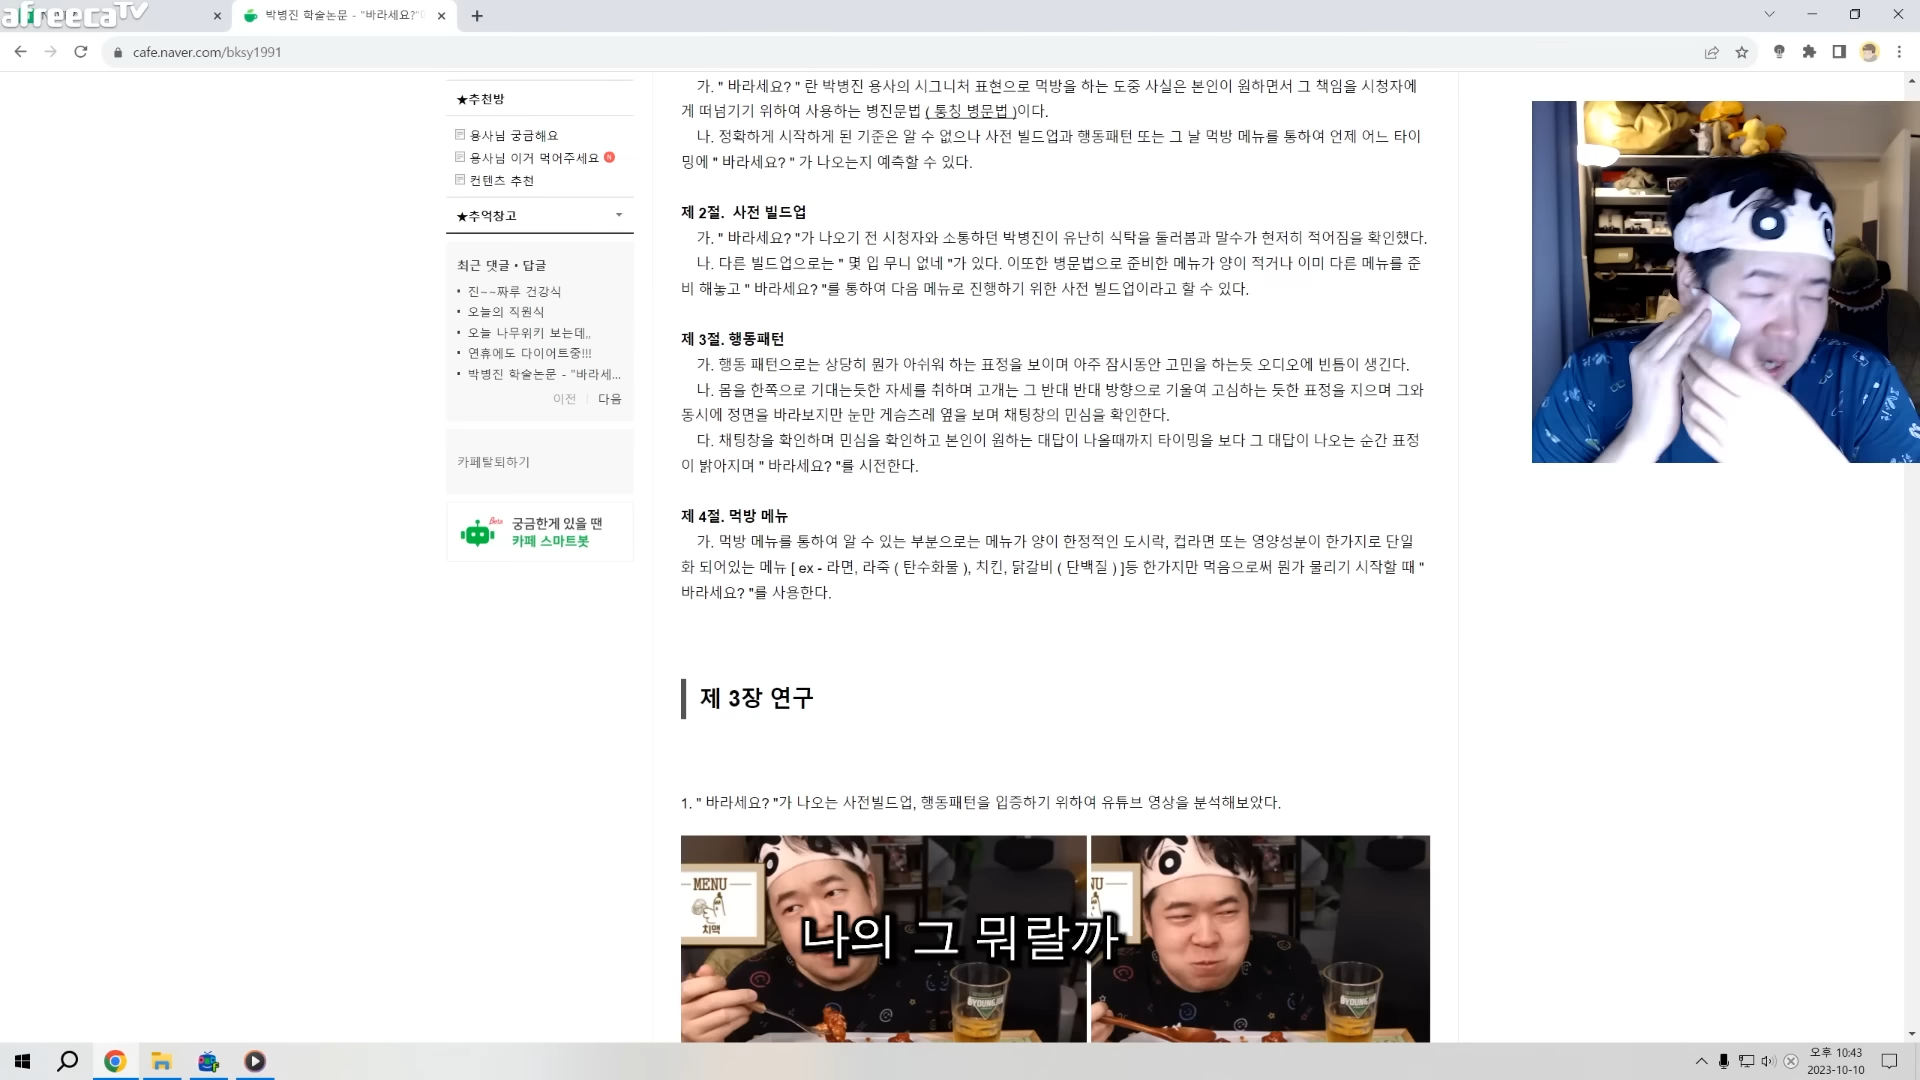 afreecaTV
박병진 학술논문 - "바라세요?"
cafe.naver.com/bksy1991
★추천방
용사님 궁금해요
용사님 이거 먹어주세요 N
컨텐츠 추천
★추억창고
최근 댓글 · 답글
진~~짜루 건강식
오늘의 직원식
오늘 나무위키 보는데,,
연휴에도 다이어트중!!!
박병진 학술논문 - "바라세...
이전 | 다음
카페탈퇴하기
Beta 궁금한게 있을 땐
카페 스마트봇
가. " 바라세요? " 란 박병진 용사의 시그니처 표현으로 먹방을 하는 도중 사실은 본인이 원하면서 그 책임을 시청자에
게 떠넘기기 위하여 사용하는 병진문법 ( 통칭 병문법 )이다.
나. 정확하게 시작하게 된 기준은 알 수 없으나 사전 빌드업과 행동패턴 또는 그 날 먹방 메뉴를 통하여 언제 어느 타이
밍에 " 바라세요? " 가 나오는지 예측할 수 있다.
제 2절. 사전 빌드업
가. " 바라세요? "가 나오기 전 시청자와 소통하던 박병진이 유난히 식탁을 둘러봄과 말수가 현저히 적어짐을 확인했다.
나. 다른 빌드업으로는 " 몇 입 무니 없네 "가 있다. 이또한 병문법으로 준비한 메뉴가 양이 적거나 이미 다른 메뉴를 준
비 해놓고 " 바라세요? "를 통하여 다음 메뉴로 진행하기 위한 사전 빌드업이라고 할 수 있다.
제 3절. 행동패턴
가. 행동 패턴으로는 상당히 뭔가 아쉬워 하는 표정을 보이며 아주 잠시동안 고민을 하는듯 오디오에 빈틈이 생긴다.
나. 몸을 한쪽으로 기대는듯한 자세를 취하며 고개는 그 반대 반대 방향으로 기울여 고심하는 듯한 표정을 지으며 그와
동시에 정면을 바라보지만 눈만 게슴츠레 옆을 보며 채팅창의 민심을 확인한다.
다. 채팅창을 확인하며 민심을 확인하고 본인이 원하는 대답이 나올때까지 타이밍을 보다 그 대답이 나오는 순간 표정
이 밝아지며 " 바라세요? "를 시전한다.
제 4절. 먹방 메뉴
가. 먹방 메뉴를 통하여 알 수 있는 부분으로는 메뉴가 양이 한정적인 도시락, 컵라면 또는 영양성분이 한가지로 단일
화 되어있는 메뉴 [ ex - 라면, 라죽 ( 탄수화물 ), 치킨, 닭갈비 ( 단백질 ) ]등 한가지만 먹음으로써 뭔가 물리기 시작할 때 "
바라세요? "를 사용한다.
제 3장 연구
1. " 바라세요? "가 나오는 사전빌드업, 행동패턴을 입증하기 위하여 유튜브 영상을 분석해보았다.
MENU
치맥
NU
나의 그 뭐랄까
오후 10:43
2023-10-10